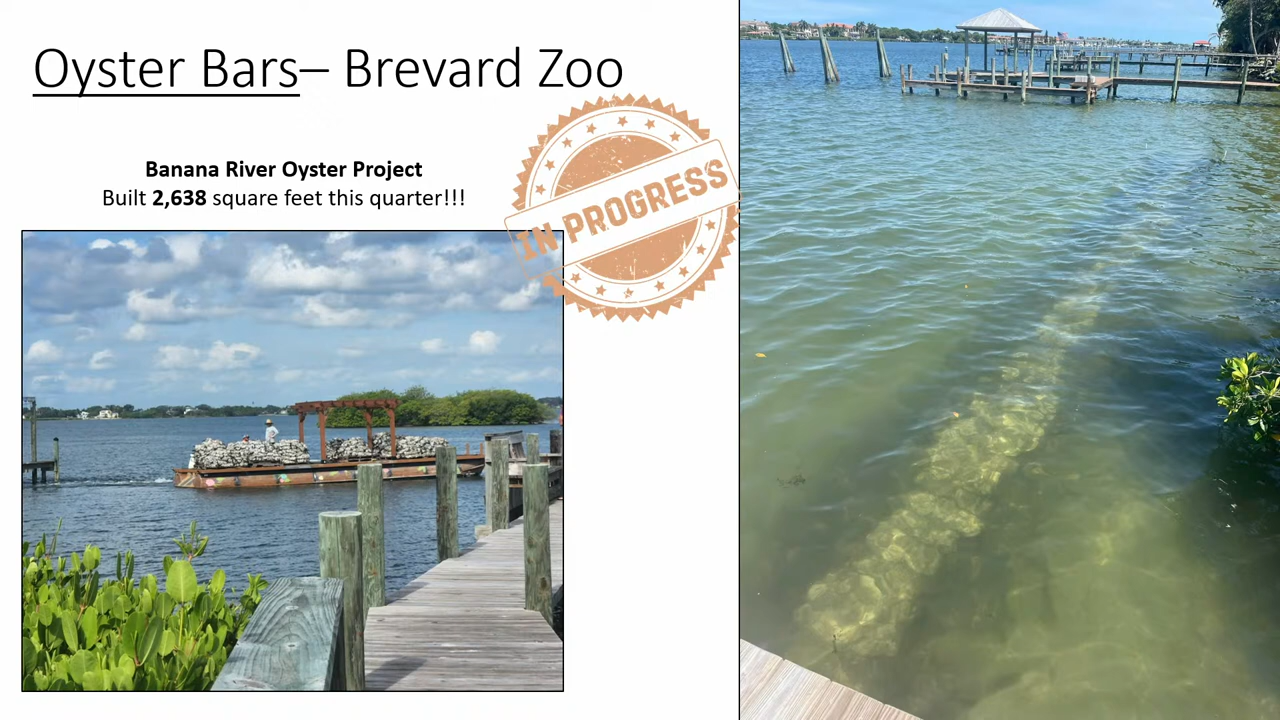 Oyster Bars– Brevard Zoo
Banana River Oyster Project
Built 2,638 square feet this quarter!!!
IN PROGRESS